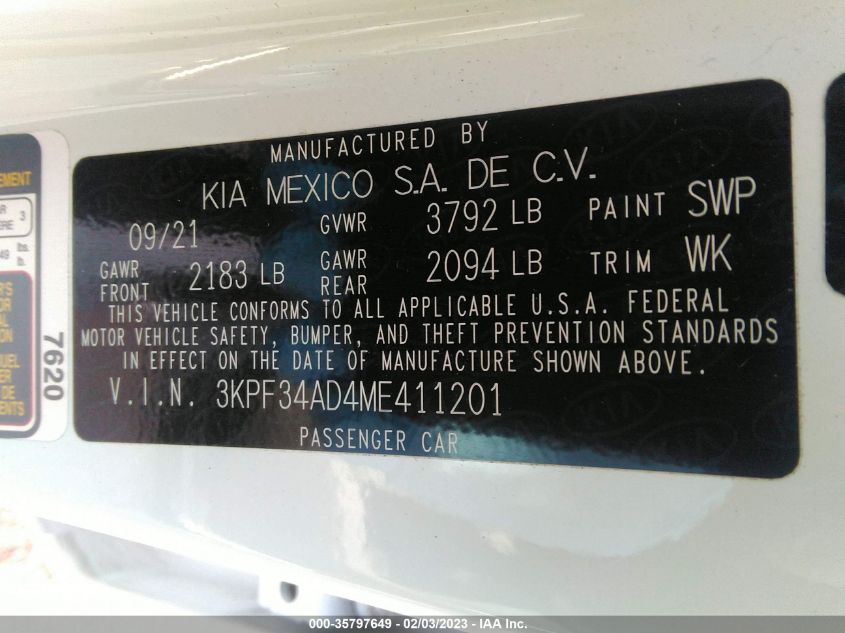 MANUFACTURED BY
KIA MEXICO S.A. DE C.V.
09/21 GVWR 3792 LB PAINT SWP
GAWR FRONT 2183 LB GAWR REAR 2094 LB TRIM WK
THIS VEHICLE CONFORMS TO ALL APPLICABLE U.S.A. FEDERAL
MOTOR VEHICLE SAFETY, BUMPER, AND THEFT PREVENTION STANDARDS
IN EFFECT ON THE DATE OF MANUFACTURE SHOWN ABOVE.
V.I.N. 3KPF34AD4ME411201
PASSENGER CAR
7620
3
lbs.
000-35797649 - 02/03/2023 - IAA Inc.